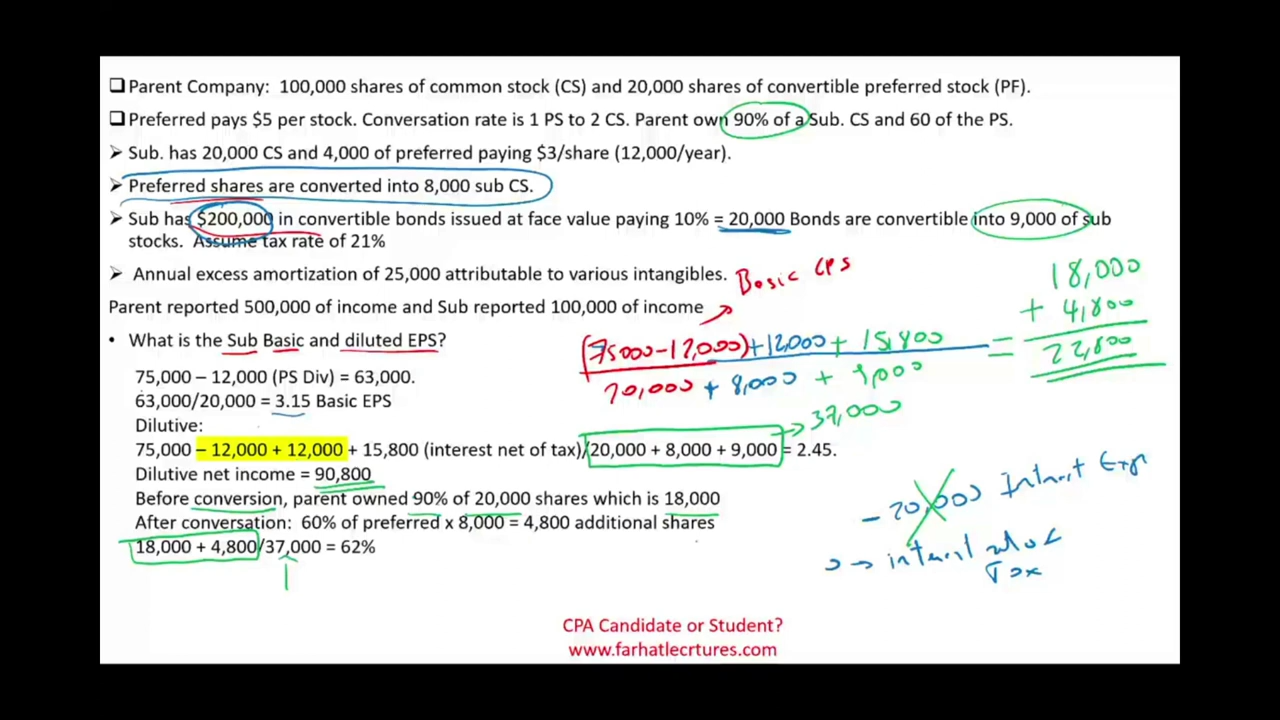 ❑Parent Company: 100,000 shares of common stock (CS) and 20,000 shares of convertible preferred stock (PF).
❑Preferred pays $5 per stock. Conversation rate is 1 PS to 2 CS. Parent own 90% of a Sub. CS and 60 of the PS.
➢ Sub. has 20,000 CS and 4,000 of preferred paying $3/share (12,000/year).
➢ Preferred shares are converted into 8,000 sub CS.
➢ Sub has $200,000 in convertible bonds issued at face value paying 10% = 20,000 Bonds are convertible into 9,000 of sub
stocks. Assume tax rate of 21%
➢ Annual excess amortization of 25,000 attributable to various intangibles.
Basic EPS
18,000
+ 4,800
22,800
Parent reported 500,000 of income and Sub reported 100,000 of income
• What is the Sub Basic and diluted EPS?
(75000-12,000)+12,000 + 15,800 =
20,000 + 8,000 + 9,000
37,000
75,000 – 12,000 (PS Div) = 63,000.
63,000/20,000 = 3.15 Basic EPS
Dilutive:
75,000 – 12,000 + 12,000 + 15,800 (interest net of tax)/20,000 + 8,000 + 9,000 = 2.45.
Dilutive net income = 90,800
Before conversion, parent owned 90% of 20,000 shares which is 18,000
After conversation: 60% of preferred x 8,000 = 4,800 additional shares
18,000 + 4,800/37,000 = 62%
- 20,000 Interest Exp
→ interest
Tax
CPA Candidate or Student?
www.farhatlecrtures.com